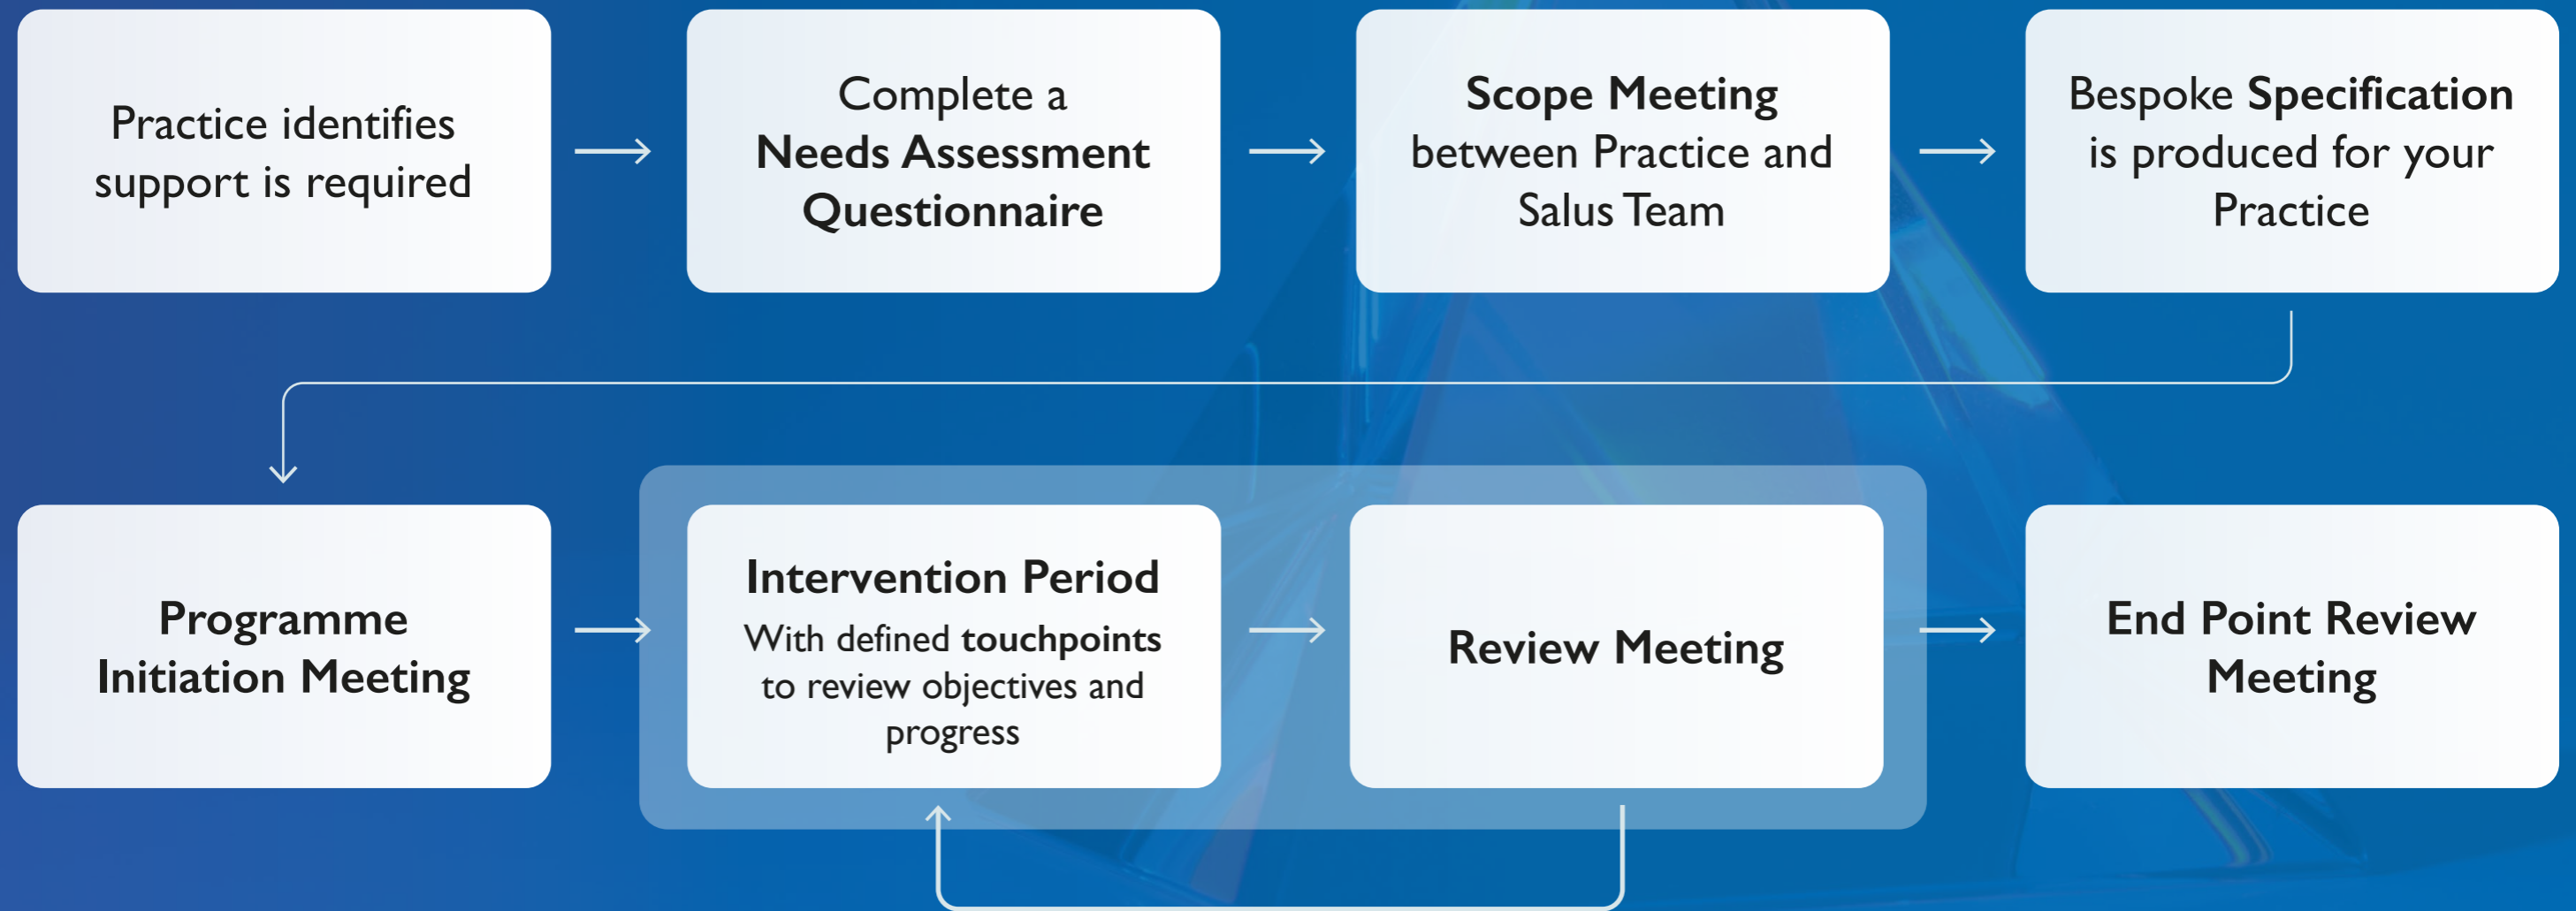 Practice identifies
support is required
Complete a
Needs Assessment
Questionnaire
Scope Meeting
between Practice and
Salus Team
Bespoke Specification
is produced for your
Practice
Programme
Initiation Meeting
Intervention Period
With defined touchpoints
to review objectives and
progress
Review Meeting
End Point Review
Meeting